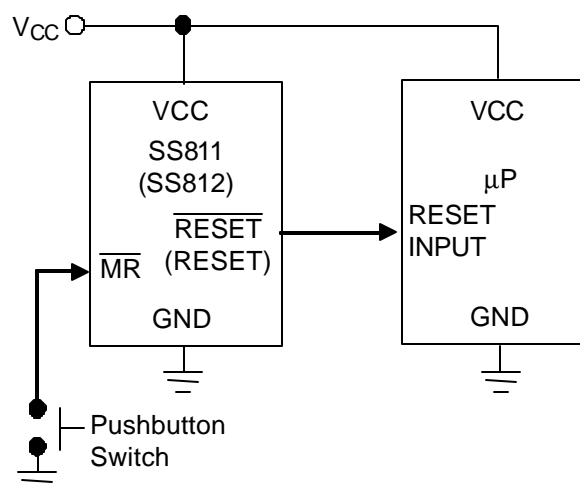 VCC
VCC
SS811
(SS812)
RESET
(RESET)
MR
GND
VCC
µP
RESET
INPUT
GND
Pushbutton
Switch